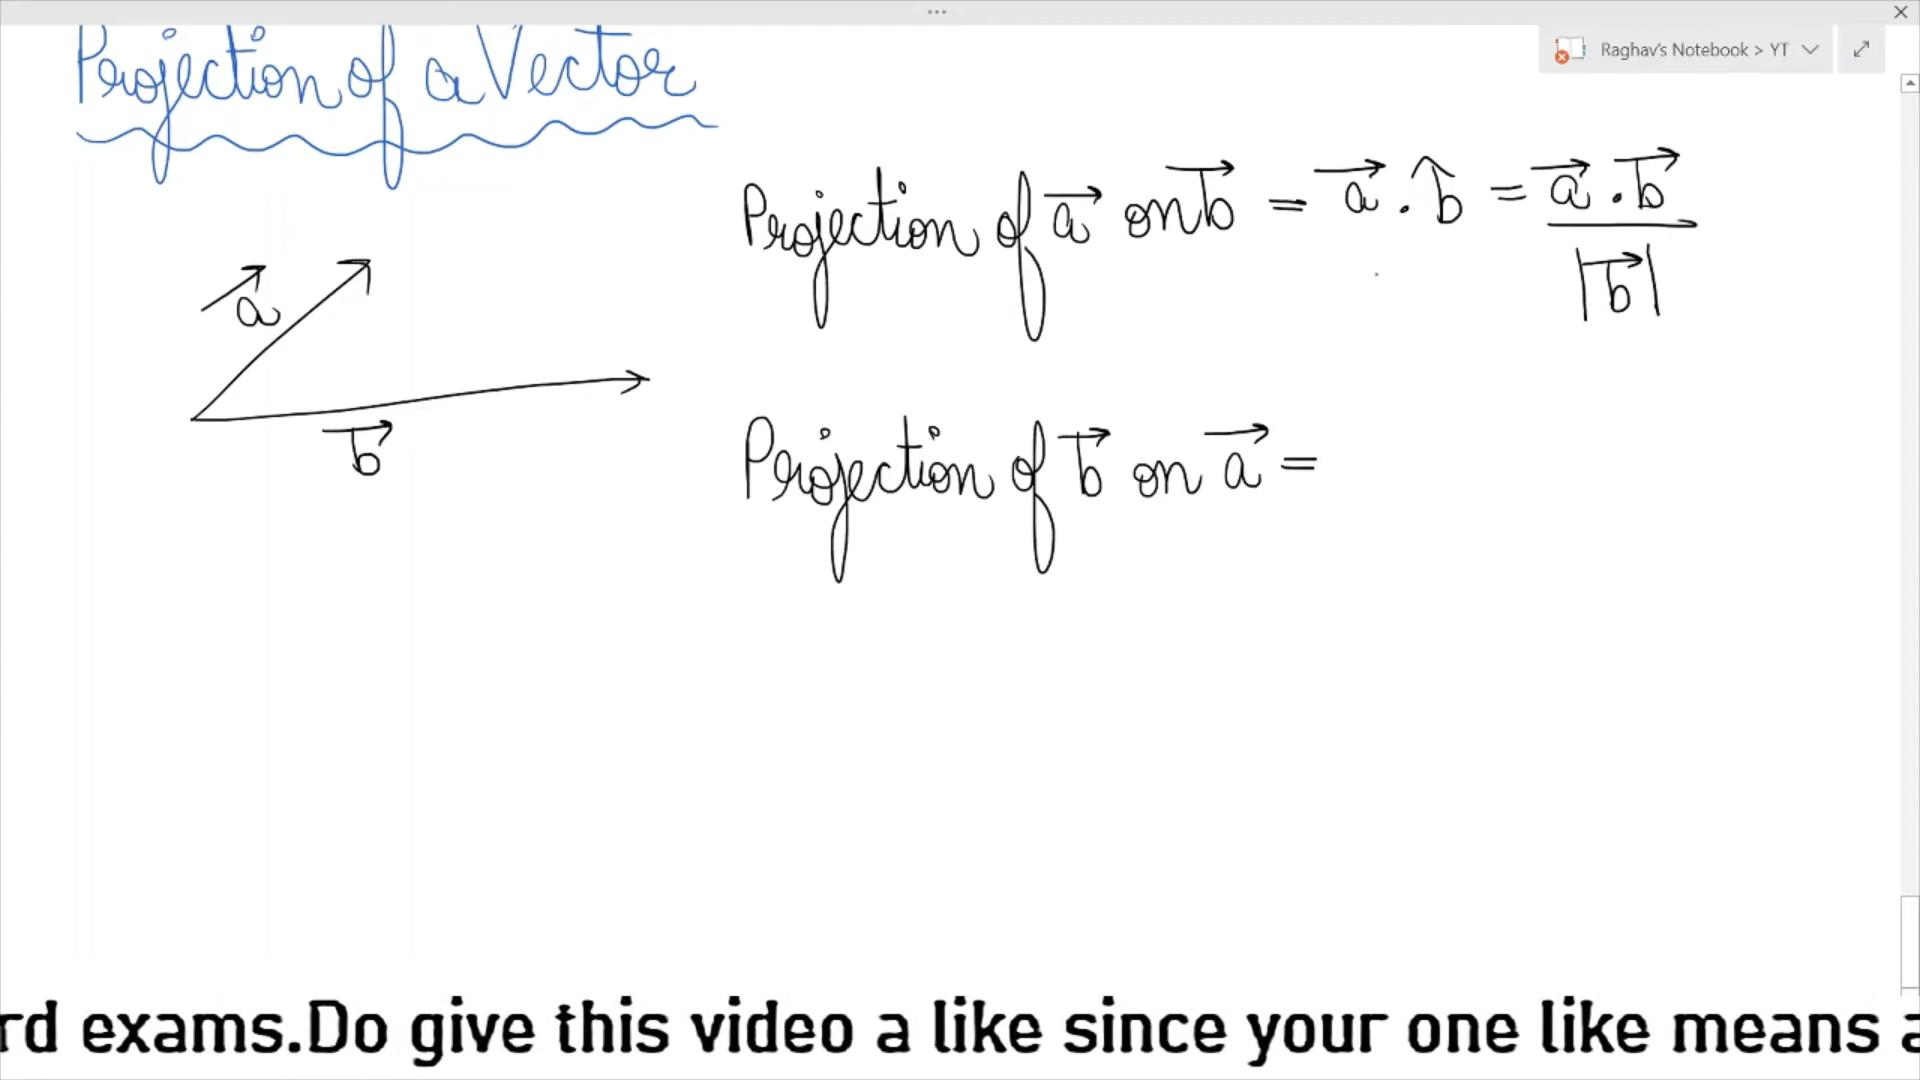 Projection of a Vector
Raghav's Notebook > YT
Projection of a⃗ on b⃗ = a⃗ . b̂ = a⃗ . b⃗ / |b⃗|
a⃗
b⃗
Projection of b⃗ on a⃗ =
rd exams.Do give this video a like since your one like means a